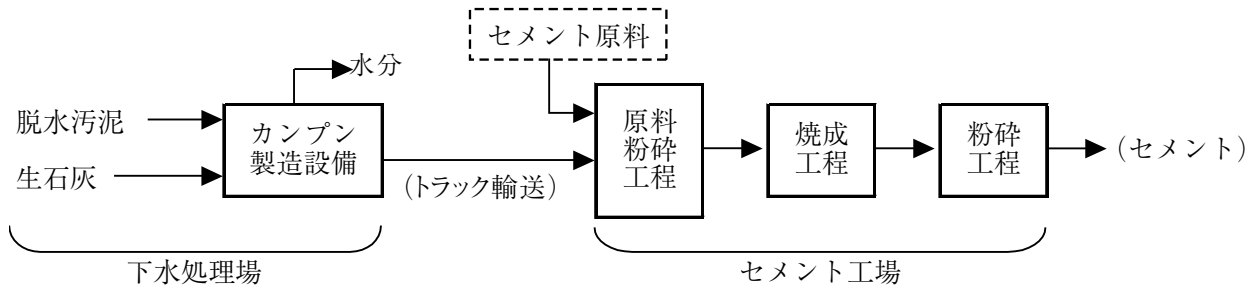 セメント原料
水分
脱水汚泥
生石灰
カンプン
製造設備
(トラック輸送)
原料
粉砕
工程
焼成
工程
粉砕
工程
(セメント)
下水処理場
セメント工場